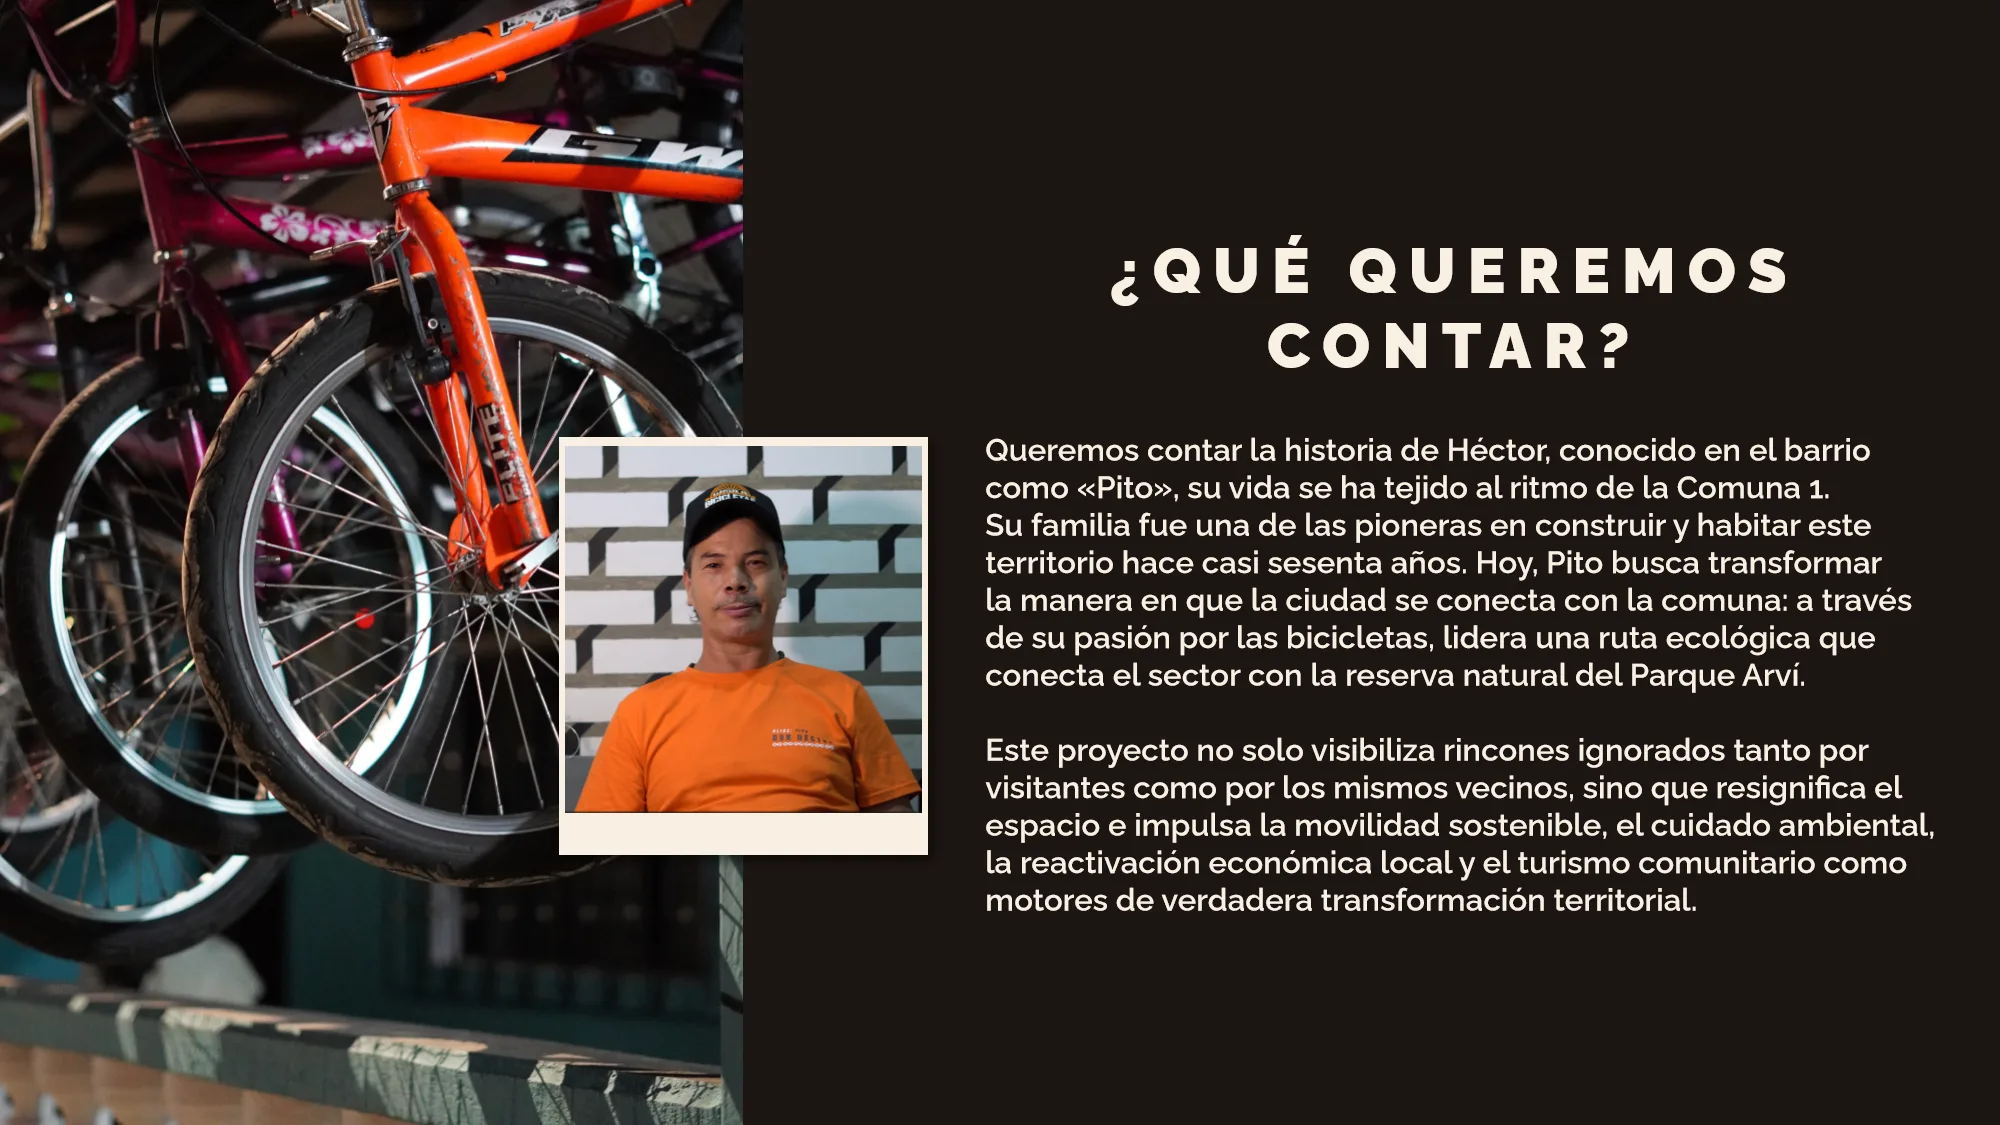 GW
ELITE
BICICLETAS
¿QUÉ QUEREMOS
CONTAR?
Queremos contar la historia de Héctor, conocido en el barrio
como «Pito», su vida se ha tejido al ritmo de la Comuna 1.
Su familia fue una de las pioneras en construir y habitar este
territorio hace casi sesenta años. Hoy, Pito busca transformar
la manera en que la ciudad se conecta con la comuna: a través
de su pasión por las bicicletas, lidera una ruta ecológica que
conecta el sector con la reserva natural del Parque Arví.
Este proyecto no solo visibiliza rincones ignorados tanto por
visitantes como por los mismos vecinos, sino que resignifica el
espacio e impulsa la movilidad sostenible, el cuidado ambiental,
la reactivación económica local y el turismo comunitario como
motores de verdadera transformación territorial.